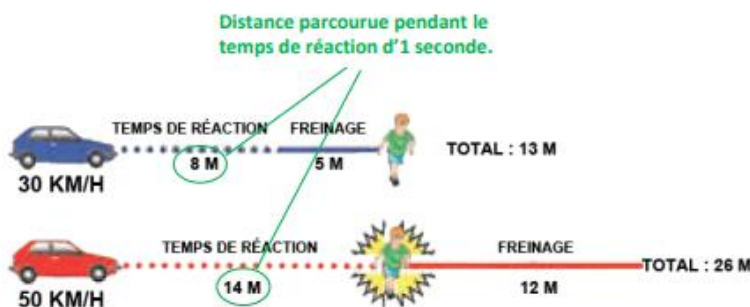 Distance parcourue pendant le
temps de réaction d'1 seconde.
TEMPS DE RÉACTION FREINAGE
8 M 5 M TOTAL : 13 M
30 KM/H
TEMPS DE RÉACTION FREINAGE
14 M 12 M TOTAL : 26 M
50 KM/H